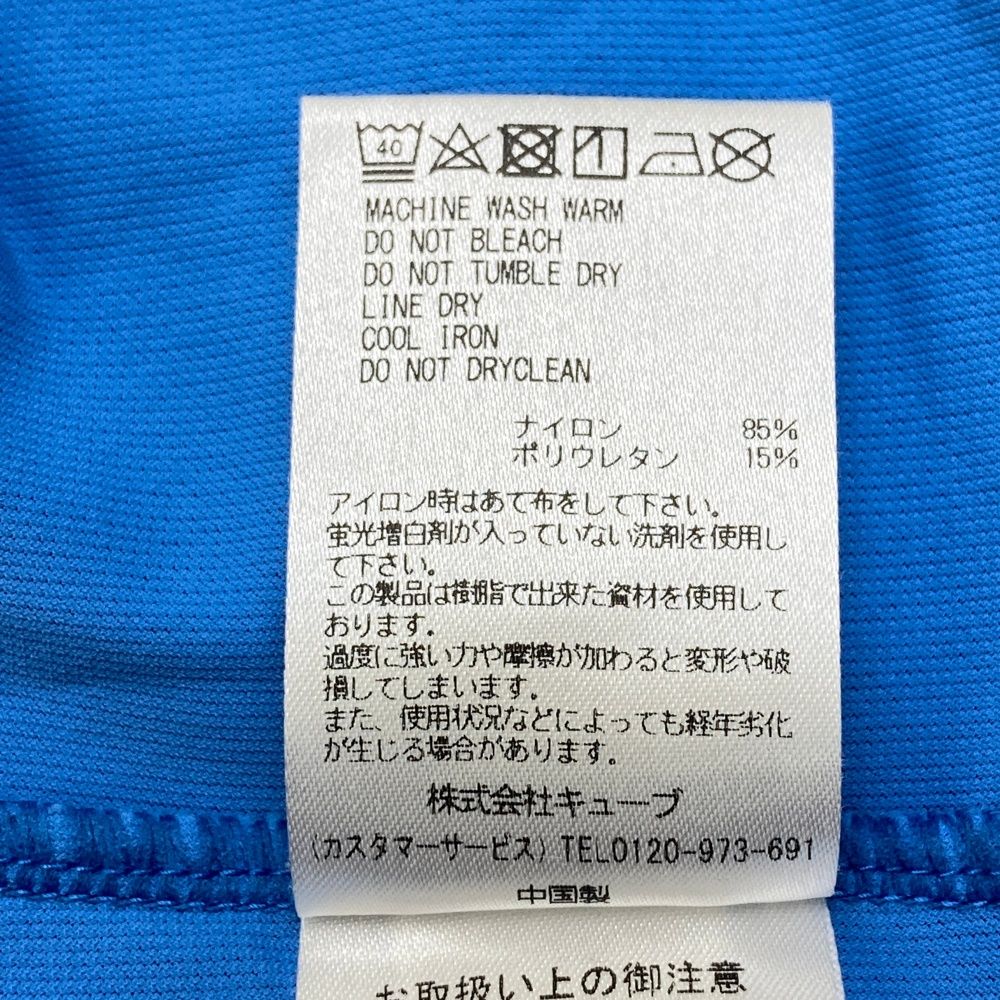 40
MACHINE WASH WARM
DO NOT BLEACH
DO NOT TUMBLE DRY
LINE DRY
COOL IRON
DO NOT DRYCLEAN
ナイロン 85%
ポリウレタン 15%
アイロン時はあて布をして下さい。
蛍光増白剤が入っていない洗剤を使用し
て下さい。
この製品は樹脂で出来た資材を使用して
おります。
過度に強い力や摩擦が加わると変形や破
損してしまいます。
また、使用状況などによっても経年劣化
が生じる場合があります。
株式会社キューブ
(カスタマーサービス) TEL0120-973-691
中国製
お取扱い上の御注意